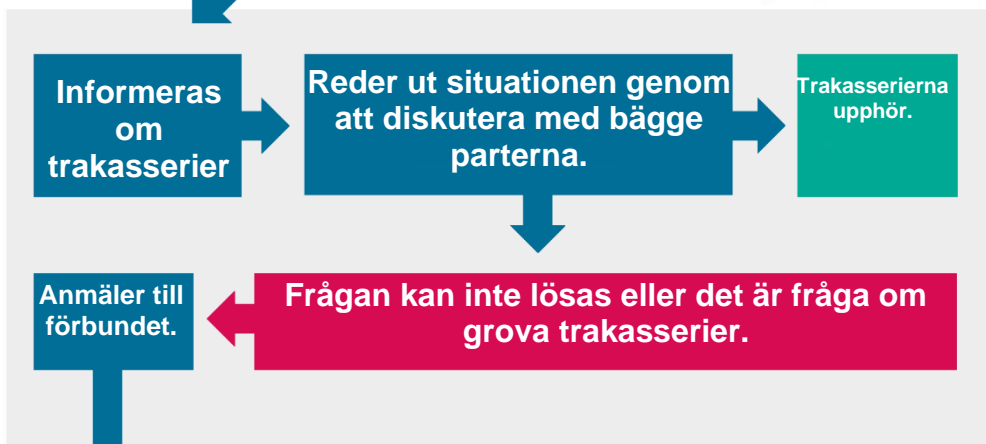 Informeras
om
trakasserier
Reder ut situationen genom
att diskutera med bägge
parterna.
Trakasserierna
upphör.
Anmäler till
förbundet.
Frågan kan inte lösas eller det är fråga om
grova trakasserier.